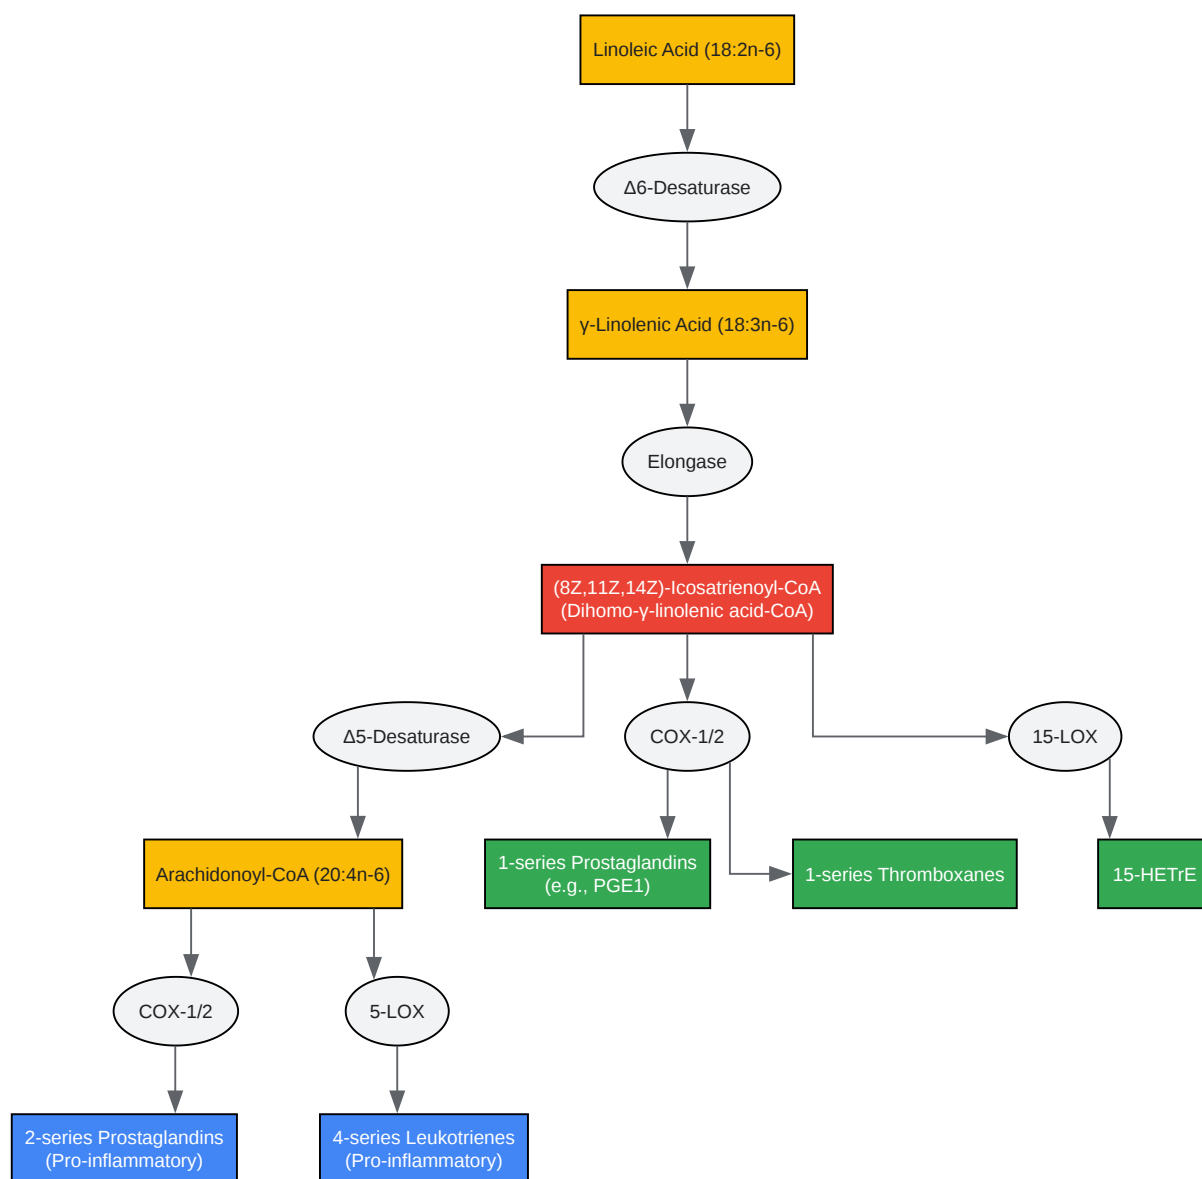 Linoleic Acid (18:2n-6)
Δ6-Desaturase
γ-Linolenic Acid (18:3n-6)
Elongase
(8Z,11Z,14Z)-Icosatrienoyl-CoA
(Dihomo-γ-linolenic acid-CoA)
Δ5-Desaturase
COX-1/2
15-LOX
Arachidonoyl-CoA (20:4n-6)
1-series Prostaglandins
(e.g., PGE1)
1-series Thromboxanes
15-HETrE
COX-1/2
5-LOX
2-series Prostaglandins
(Pro-inflammatory)
4-series Leukotrienes
(Pro-inflammatory)